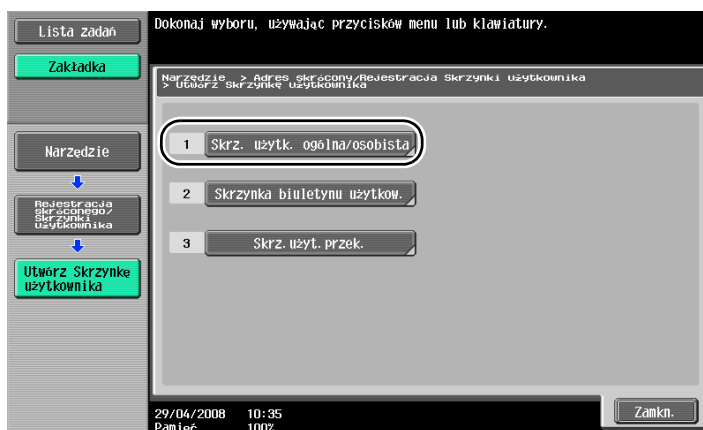 Lista zadań
Dokonaj wyboru, używając przycisków menu lub klawiatury.
Zakładka
Narzędzie > Adres skrócony/Rejestracja Skrzynki użytkownika
> Utwórz Skrzynkę użytkownika
1 Skrz. użytk. ogólna/osobista
Narzędzie
2 Skrzynka biuletynu użytkow.
Rejestracja
skróconego/
Skrzynki
użytkownika
3 Skrz.użyt.przek.
Utwórz Skrzynkę
użytkownika
29/04/2008 10:35
Pamięć 100%
Zamkn.